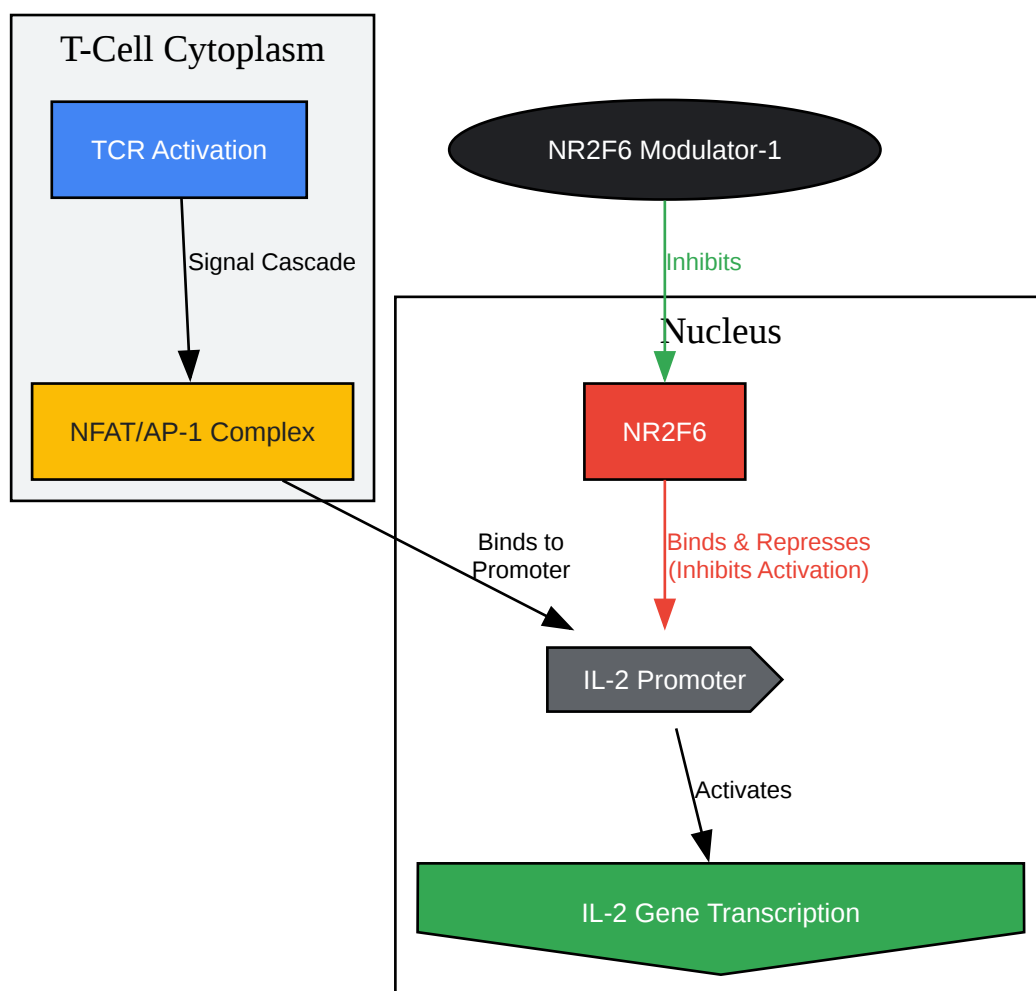 T-Cell Cytoplasm
TCR Activation
NR2F6 Modulator-1
Signal Cascade
Inhibits
Nucleus
NFAT/AP-1 Complex
NR2F6
Binds to
Promoter
Binds & Represses
(Inhibits Activation)
IL-2 Promoter
Activates
IL-2 Gene Transcription